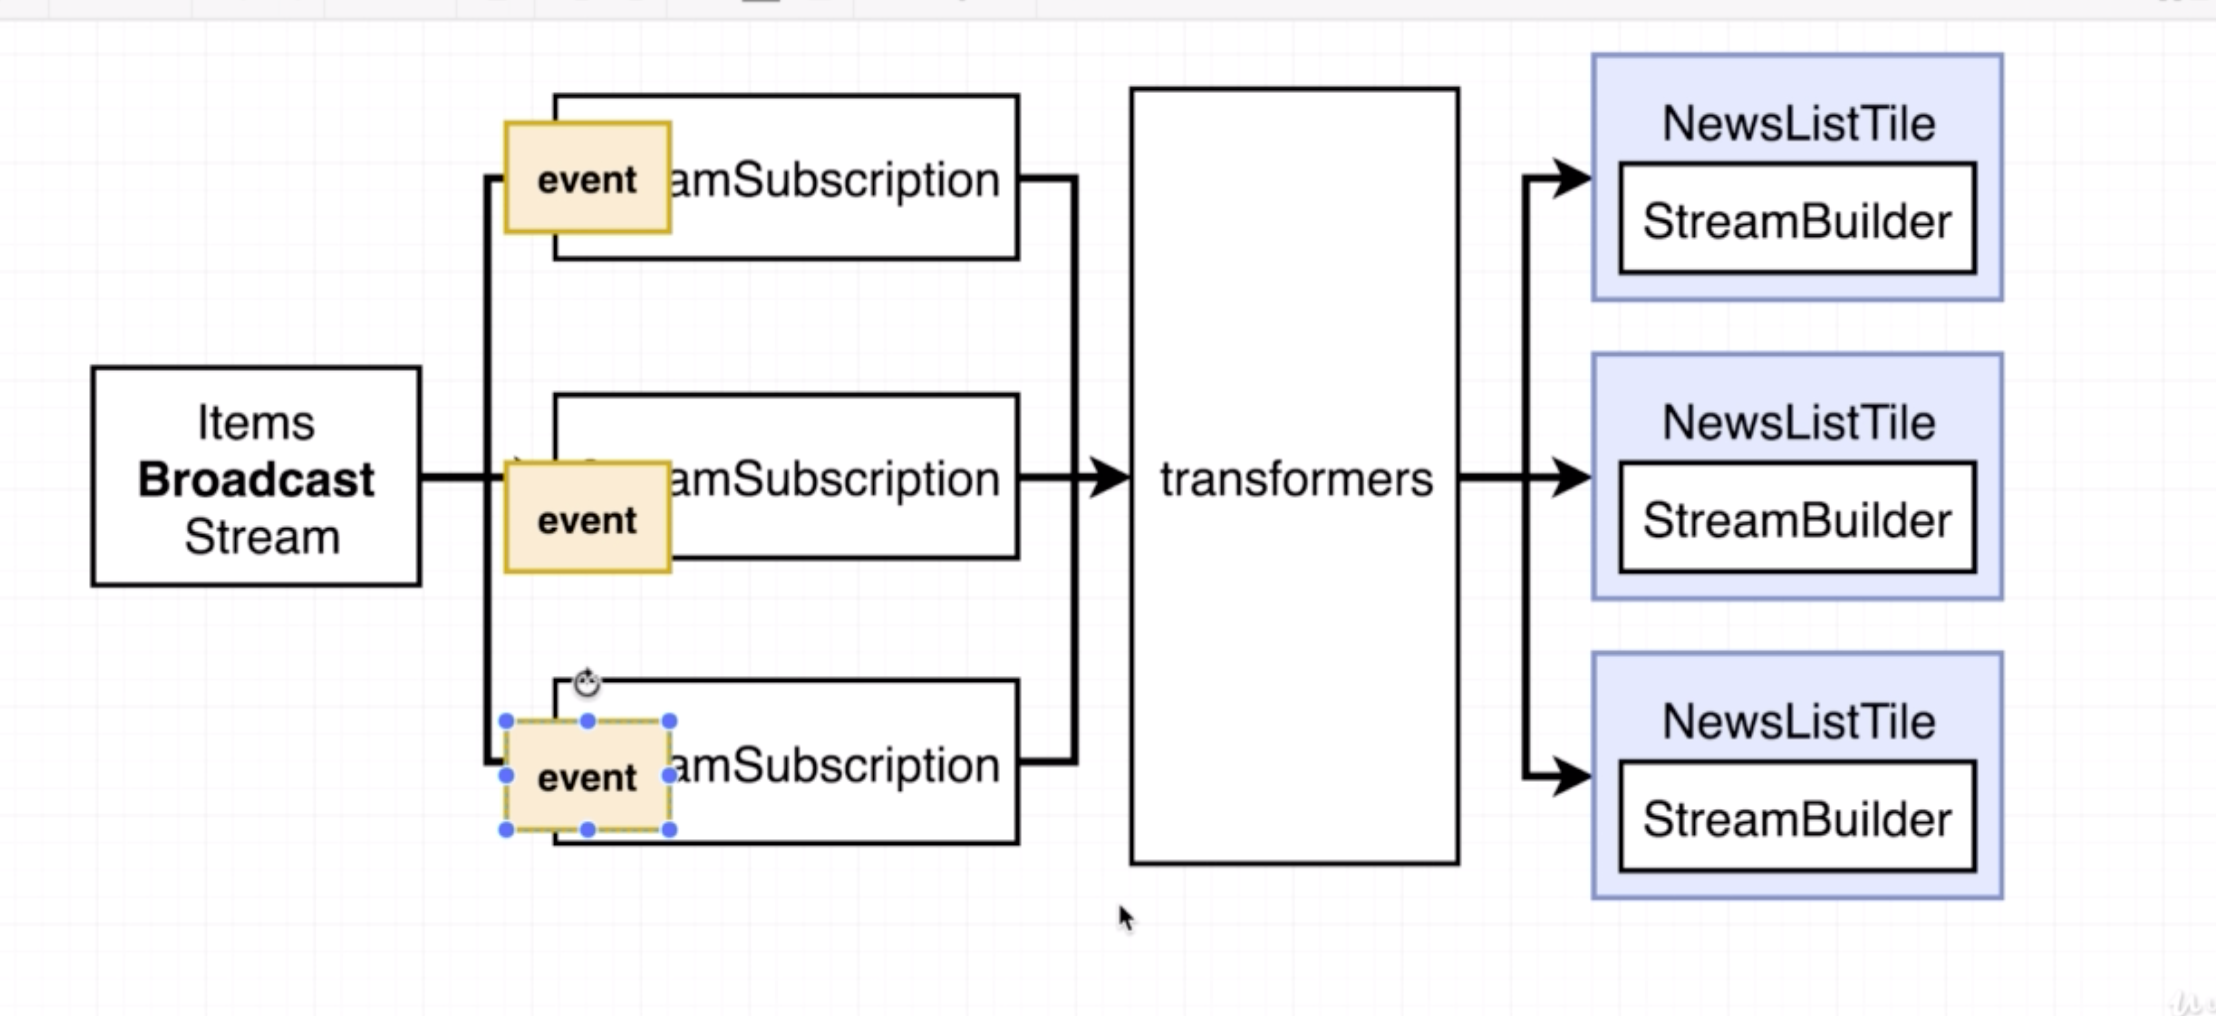 event
amSubscription
Items
Broadcast
Stream
event
amSubscription
event
amSubscription
transformers
NewsListTile
StreamBuilder
NewsListTile
StreamBuilder
NewsListTile
StreamBuilder